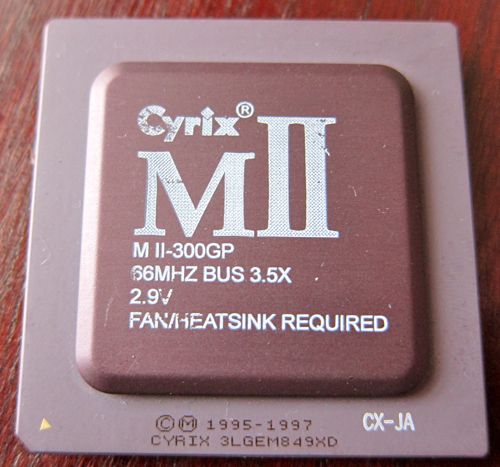 Cyrix®
MII
M II-300GP
66MHZ BUS 3.5X
2.9V
FAN/HEATSINK REQUIRED
© Ⓜ 1995-1997
CYRIX 3LGEM849XD
CX-JA